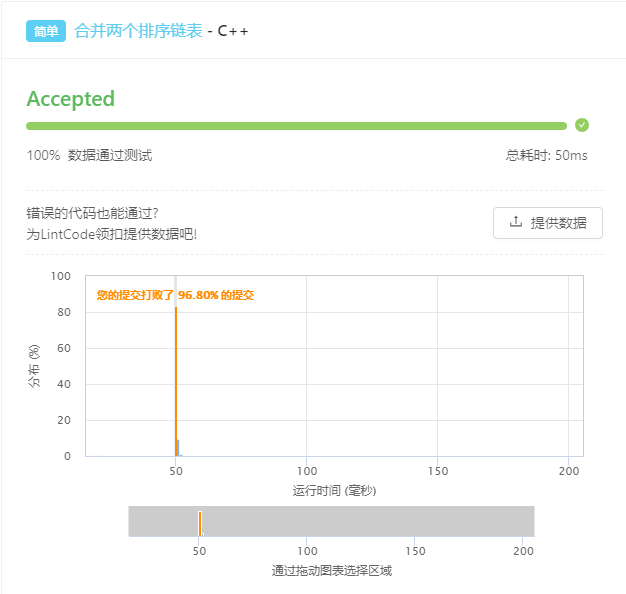 简单 合并两个排序链表 - C++
Accepted
100% 数据通过测试 总耗时: 50ms
错误的代码也能通过?
为LintCode领扣提供数据吧!
提供数据
您的提交打败了 96.80% 的提交
100
80
60
40
20
0
分布 (%)
50 100 150 200
运行时间 (毫秒)
50 100 150 200
通过拖动图表选择区域